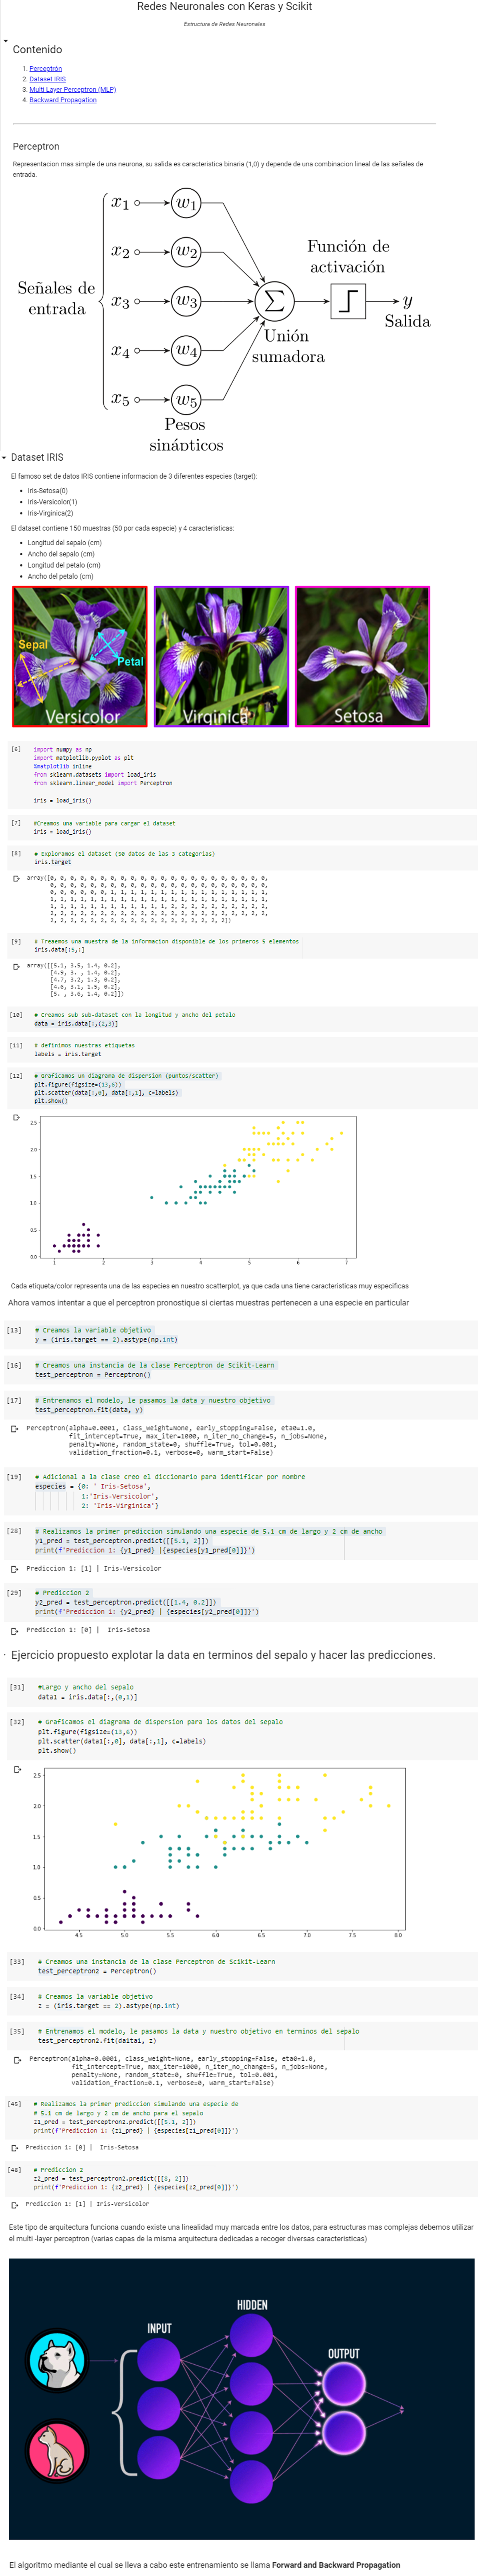 Redes Neuronales con Keras y Scikit
Estructura de Redes Neuronales
Contenido
1. Perceptrón
2. Dataset IRIS
3. Multi Layer Perceptron (MLP)
4. Backward Propagation
Perceptron
Representacion mas simple de una neurona, su salida es caracteristica binaria (1,0) y depende de una combinacion lineal de las señales de
entrada.
Señales de
entrada
x1
x2
x3
x4
x5
w1
w2
w3
w4
w5
Pesos
sinápticos
Σ
Unión
sumadora
Función de
activación
y
Salida
Dataset IRIS
El famoso set de datos IRIS contiene informacion de 3 diferentes especies (target):
• Iris-Setosa(0)
• Iris-Versicolor(1)
• Iris-Virginica(2)
El dataset contiene 150 muestras (50 por cada especie) y 4 caracteristicas:
• Longitud del sepalo (cm)
• Ancho del sepalo (cm)
• Longitud del petalo (cm)
• Ancho del petalo (cm)
Sepal
Petal
Versicolor
Virginica
Setosa
[6] import numpy as np
import matplotlib.pyplot as plt
%matplotlib inline
from sklearn.datasets import load_iris
from sklearn.linear_model import Perceptron
iris = load_iris()
[7] #Creamos una variable para cargar el dataset
iris = load_iris()
[8] # Exploramos el dataset (50 datos de las 3 categorias)
iris.target
array([0, 0, 0, 0, 0, 0, 0, 0, 0, 0, 0, 0, 0, 0, 0, 0, 0, 0, 0, 0, 0, 0,
0, 0, 0, 0, 0, 0, 0, 0, 0, 0, 0, 0, 0, 0, 0, 0, 0, 0, 0, 0, 0, 0,
0, 0, 0, 0, 0, 0, 1, 1, 1, 1, 1, 1, 1, 1, 1, 1, 1, 1, 1, 1, 1, 1,
1, 1, 1, 1, 1, 1, 1, 1, 1, 1, 1, 1, 1, 1, 1, 1, 1, 1, 1, 1, 1, 1,
1, 1, 1, 1, 1, 1, 1, 1, 1, 1, 1, 1, 2, 2, 2, 2, 2, 2, 2, 2, 2, 2,
2, 2, 2, 2, 2, 2, 2, 2, 2, 2, 2, 2, 2, 2, 2, 2, 2, 2, 2, 2, 2, 2,
2, 2, 2, 2, 2, 2, 2, 2, 2, 2, 2, 2, 2, 2, 2, 2, 2, 2])
[9] # Treaemos una muestra de la informacion disponible de los primeros 5 elementos
iris.data[:5,:]
array([[5.1, 3.5, 1.4, 0.2],
[4.9, 3. , 1.4, 0.2],
[4.7, 3.2, 1.3, 0.2],
[4.6, 3.1, 1.5, 0.2],
[5. , 3.6, 1.4, 0.2]])
[10] # Creamos sub sub-dataset con la longitud y ancho del petalo
data = iris.data[:,(2,3)]
[11] # definimos nuestras etiquetas
labels = iris.target
[12] # Graficamos un diagrama de dispersion (puntos/scatter)
plt.figure(figsize=(13,6))
plt.scatter(data[:,0], data[:,1], c=labels)
plt.show()
2.5
2.0
1.5
1.0
0.5
0.0
1 2 3 4 5 6 7
Cada etiqueta/color representa una de las especies en nuestro scatterplot, ya que cada una tiene caracteristicas muy especificas
Ahora vamos intentar a que el perceptron pronostique si ciertas muestras pertenecen a una especie en particular
[13] # Creamos la variable objetivo
y = (iris.target == 2).astype(np.int)
[16] # Creamos una instancia de la clase Perceptron de Scikit-Learn
test_perceptron = Perceptron()
[17] # Entrenamos el modelo, le pasamos la data y nuestro objetivo
test_perceptron.fit(data, y)
Perceptron(alpha=0.0001, class_weight=None, early_stopping=False, eta0=1.0,
fit_intercept=True, max_iter=1000, n_iter_no_change=5, n_jobs=None,
penalty=None, random_state=0, shuffle=True, tol=0.001,
validation_fraction=0.1, verbose=0, warm_start=False)
[19] # Adicional a la clase creo el diccionario para identificar por nombre
especies = {0: ' Iris-Setosa',
1:'Iris-Versicolor',
2: 'Iris-Virginica'}
[28] # Realizamos la primer prediccion simulando una especie de 5.1 cm de largo y 2 cm de ancho
y1_pred = test_perceptron.predict([[5.1, 2]])
print(f'Prediccion 1: {y1_pred} |{especies[y1_pred[0]]}')
Prediccion 1: [1] | Iris-Versicolor
[29] # Prediccion 2
y2_pred = test_perceptron.predict([[1.4, 0.2]])
print(f'Prediccion 1: {y2_pred} | {especies[y2_pred[0]]}')
Prediccion 1: [0] |  Iris-Setosa
Ejercicio propuesto explotar la data en terminos del sepalo y hacer las predicciones.
[31] #Largo y ancho del sepalo
data1 = iris.data[:,(0,1)]
[32] # Graficamos el diagrama de dispersion para los datos del sepalo
plt.figure(figsize=(13,6))
plt.scatter(data1[:,0], data[:,1], c=labels)
plt.show()
2.5
2.0
1.5
1.0
0.5
0.0
4.5 5.0 5.5 6.0 6.5 7.0 7.5 8.0
[33] # Creamos una instancia de la clase Perceptron de Scikit-Learn
test_perceptron2 = Perceptron()
[34] # Creamos la variable objetivo
z = (iris.target == 2).astype(np.int)
[35] # Entrenamos el modelo, le pasamos la data y nuestro objetivo en terminos del sepalo
test_perceptron2.fit(data1, z)
Perceptron(alpha=0.0001, class_weight=None, early_stopping=False, eta0=1.0,
fit_intercept=True, max_iter=1000, n_iter_no_change=5, n_jobs=None,
penalty=None, random_state=0, shuffle=True, tol=0.001,
validation_fraction=0.1, verbose=0, warm_start=False)
[45] # Realizamos la primer prediccion simulando una especie de
# 5.1 cm de largo y 2 cm de ancho para el sepalo
z1_pred = test_perceptron2.predict([[5.1, 2]])
print(f'Prediccion 1: {z1_pred} | {especies[z1_pred[0]]}')
Prediccion 1: [0] |  Iris-Setosa
[48] # Prediccion 2
z2_pred = test_perceptron2.predict([[8, 2]])
print(f'Prediccion 1: {z2_pred} | {especies[z2_pred[0]]}')
Prediccion 1: [1] | Iris-Versicolor
Este tipo de arquitectura funciona cuando existe una linealidad muy marcada entre los datos, para estructuras mas complejas debemos utilizar
el multi -layer perceptron (varias capas de la misma arquitectura dedicadas a recoger diversas caracteristicas)
INPUT
HIDDEN
OUTPUT
El algoritmo mediante el cual se lleva a cabo este entrenamiento se llama Forward and Backward Propagation